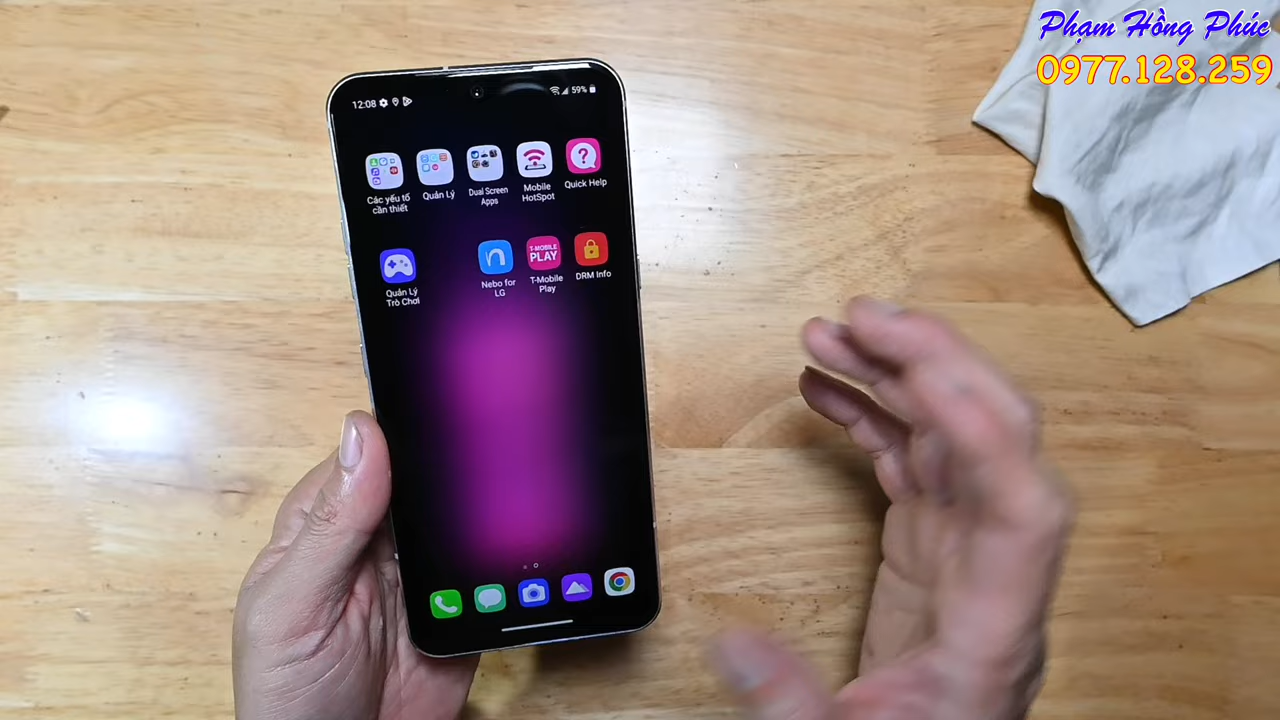 Phạm Hồng Phúc
0977.128.259
12:08
59%
Các yếu tố
cần thiết
Quản Lý
Dual Screen
Apps
Mobile
HotSpot
Quick Help
T-MOBILE
PLAY
Quản Lý
Trò Chơi
Nebo for
LG
T-Mobile
Play
DRM Info